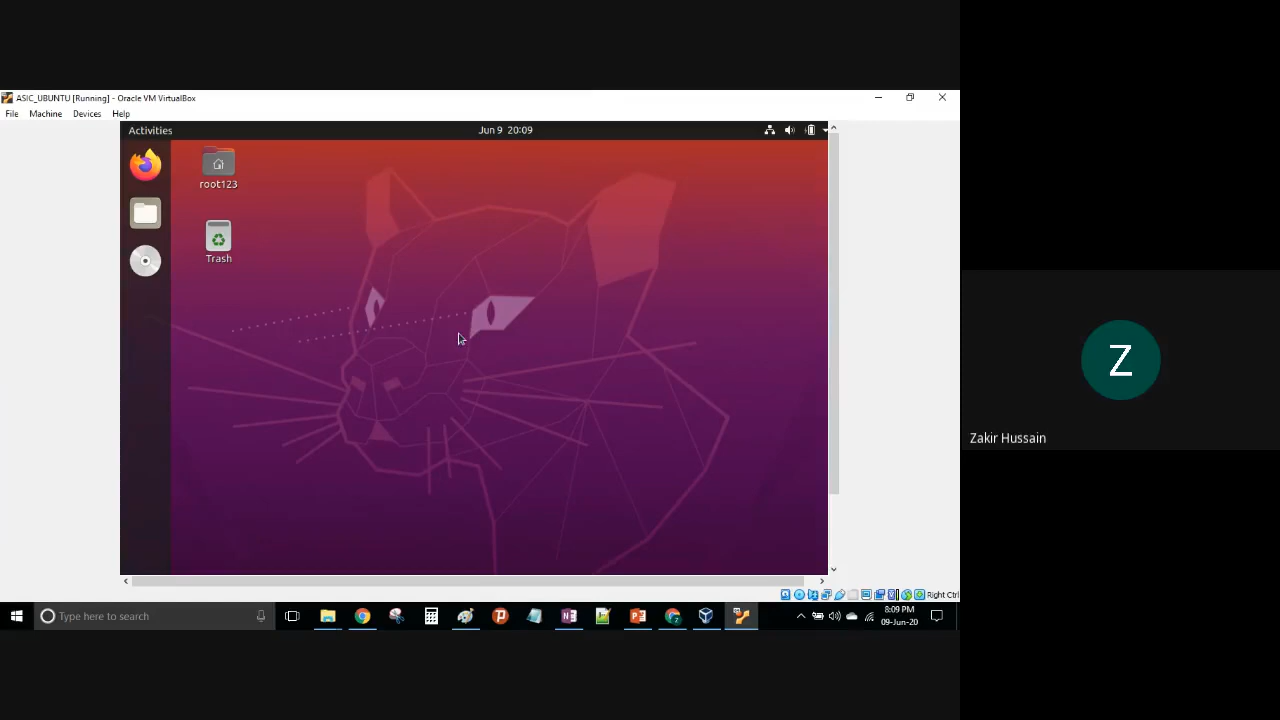 ASIC_UBUNTU [Running] - Oracle VM VirtualBox
File Machine Devices Help
Activities
Jun 9 20:09
root123
Trash
Z
Zakir Hussain
Right Ctrl
Type here to search
8:09 PM
09-Jun-20